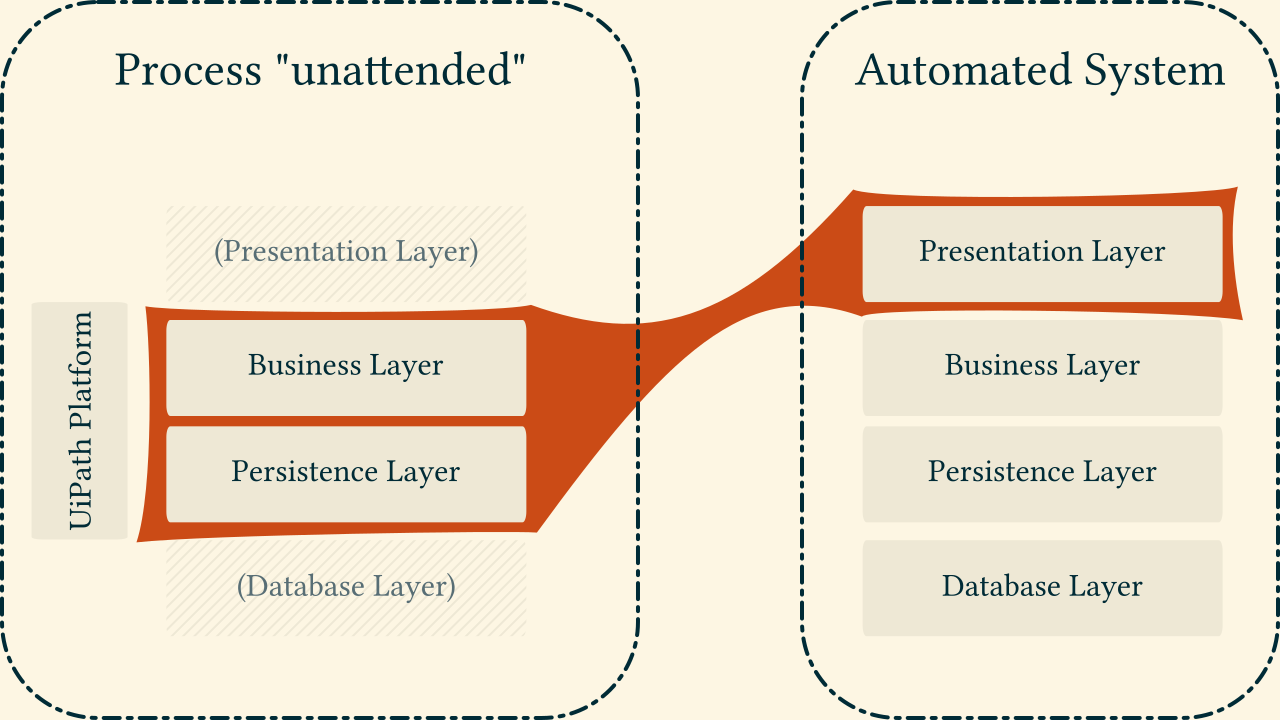 Process "unattended"
(Presentation Layer)
UiPath Platform
Business Layer
Persistence Layer
(Database Layer)
Automated System
Presentation Layer
Business Layer
Persistence Layer
Database Layer